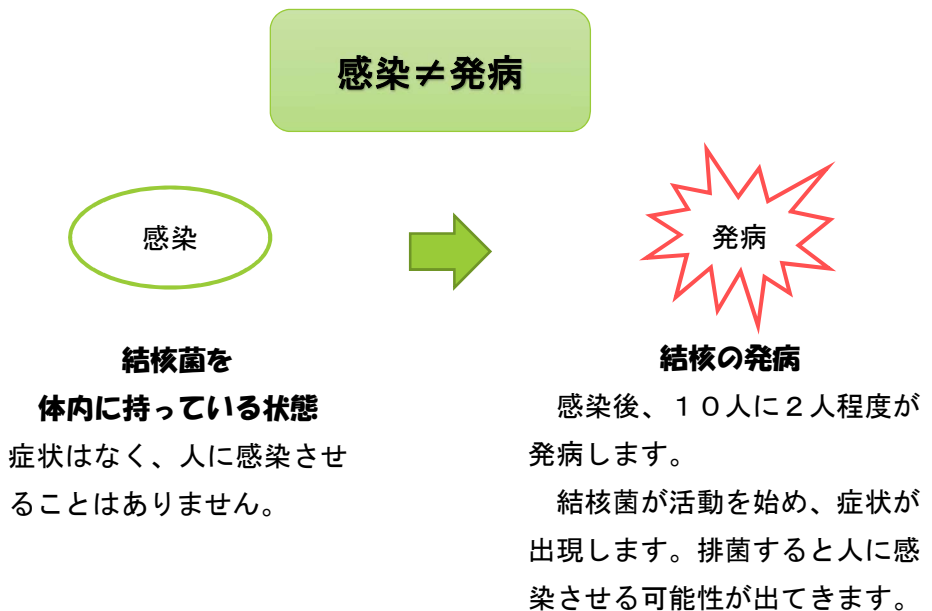 感染≠発病
感染
発病
結核菌を
体内に持っている状態
症状はなく、人に感染させ
ることはありません。
結核の発病
感染後、１０人に２人程度が
発病します。
結核菌が活動を始め、症状が
出現します。排菌すると人に感
染させる可能性が出てきます。